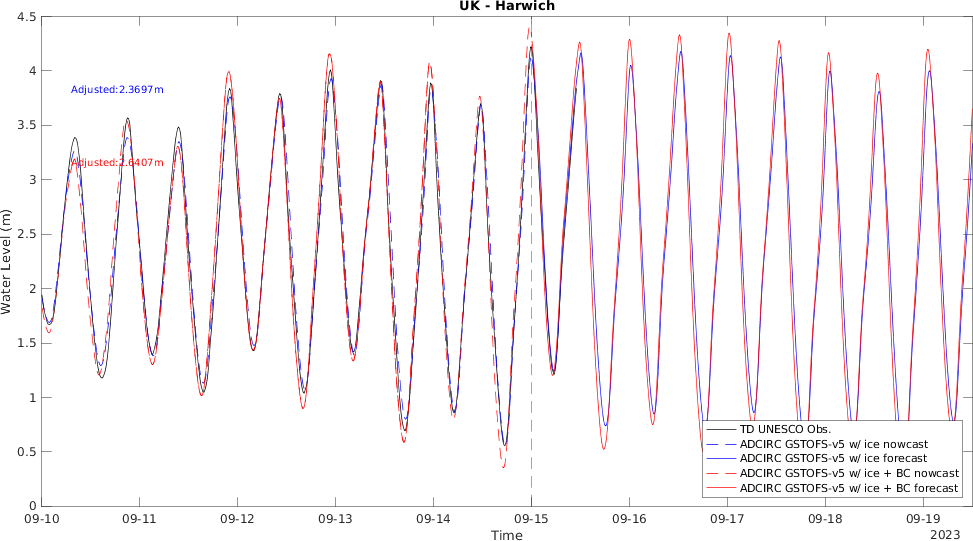 UK - Harwich
4.5
4
3.5
3
2.5
2
1.5
1
0.5
0
Water Level (m)
Adjusted:2.3697m
Adjusted:2.6407m
TD UNESCO Obs.
ADCIRC GSTOFS-v5 w/ ice nowcast
ADCIRC GSTOFS-v5 w/ ice forecast
ADCIRC GSTOFS-v5 w/ ice + BC nowcast
ADCIRC GSTOFS-v5 w/ ice + BC forecast
09-10 09-11 09-12 09-13 09-14 09-15 09-16 09-17 09-18 09-19
Time
2023